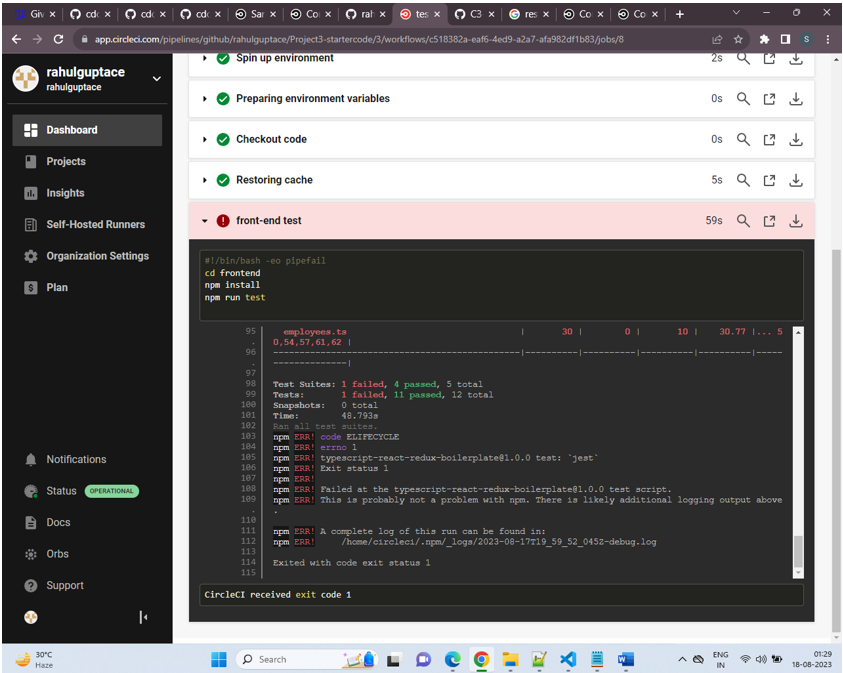 Giv
cdc
cdc
cdc
Sar
Cor
rah
tes
C3
res
Co
Co
app.circleci.com/pipelines/github/rahulguptace/Project3-startercode/3/workflows/c518382a-eaf6-4ed9-a2a7-afa982df1b83/jobs/8
S
rahulguptace
rahulguptace
Dashboard
Projects
Insights
Self-Hosted Runners
Organization Settings
Plan
Notifications
Status OPERATIONAL
Docs
Orbs
Support
Spin up environment 2s
Preparing environment variables 0s
Checkout code 0s
Restoring cache 5s
front-end test 59s
#!/bin/bash -eo pipefail
cd frontend
npm install
npm run test
95 employees.ts | 30 | 0 | 10 | 30.77 |... 5
. 0,54,57,61,62 |
96 ----------------------------------------------|----------|----------|----------|----------|-----
. --------------|
97
98 Test Suites: 1 failed, 4 passed, 5 total
99 Tests: 1 failed, 11 passed, 12 total
100 Snapshots: 0 total
101 Time: 48.793s
102 Ran all test suites.
103 npm ERR! code ELIFECYCLE
104 npm ERR! errno 1
105 npm ERR! typescript-react-redux-boilerplate@1.0.0 test: `jest`
106 npm ERR! Exit status 1
107 npm ERR!
108 npm ERR! Failed at the typescript-react-redux-boilerplate@1.0.0 test script.
109 npm ERR! This is probably not a problem with npm. There is likely additional logging output above
. .
110
111 npm ERR! A complete log of this run can be found in:
112 npm ERR! /home/circleci/.npm/_logs/2023-08-17T19_59_52_045Z-debug.log
113
114 Exited with code exit status 1
115
CircleCI received exit code 1
30°C
Haze
Search
ENG
IN
01:29
18-08-2023